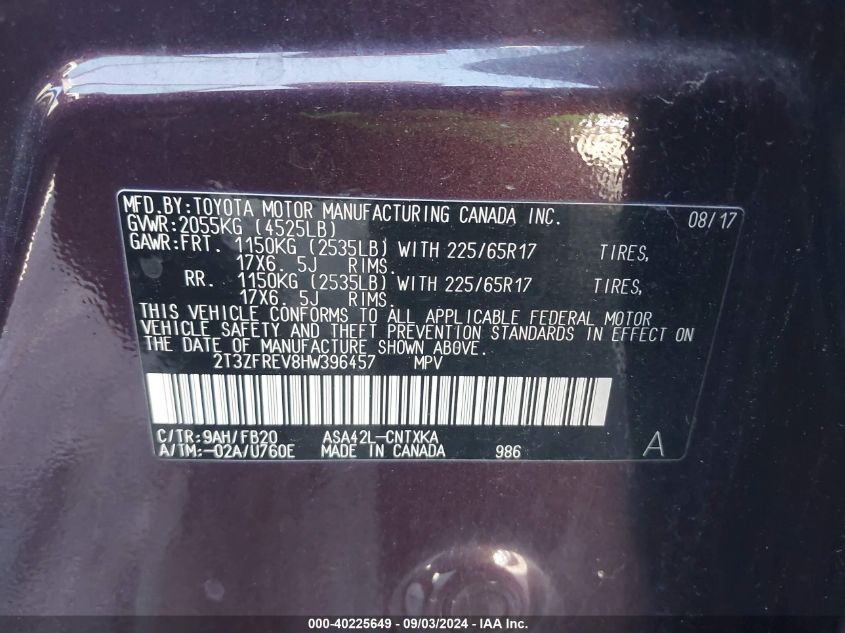 MFD.BY:TOYOTA MOTOR MANUFACTURING CANADA INC. 08/17
GVWR:2055KG (4525LB)
GAWR:FRT. 1150KG (2535LB) WITH 225/65R17 TIRES,
17X6. 5J RIMS.
RR. 1150KG (2535LB) WITH 225/65R17 TIRES,
17X6. 5J RIMS.
THIS VEHICLE CONFORMS TO ALL APPLICABLE FEDERAL MOTOR
VEHICLE SAFETY AND THEFT PREVENTION STANDARDS IN EFFECT ON
THE DATE OF MANUFACTURE SHOWN ABOVE.
2T3ZFREV8HW396457 MPV
C/TR:9AH/FB20 ASA42L-CNTXKA
A/TM:-02A/U760E MADE IN CANADA 986 A
000-40225649 - 09/03/2024 - IAA Inc.